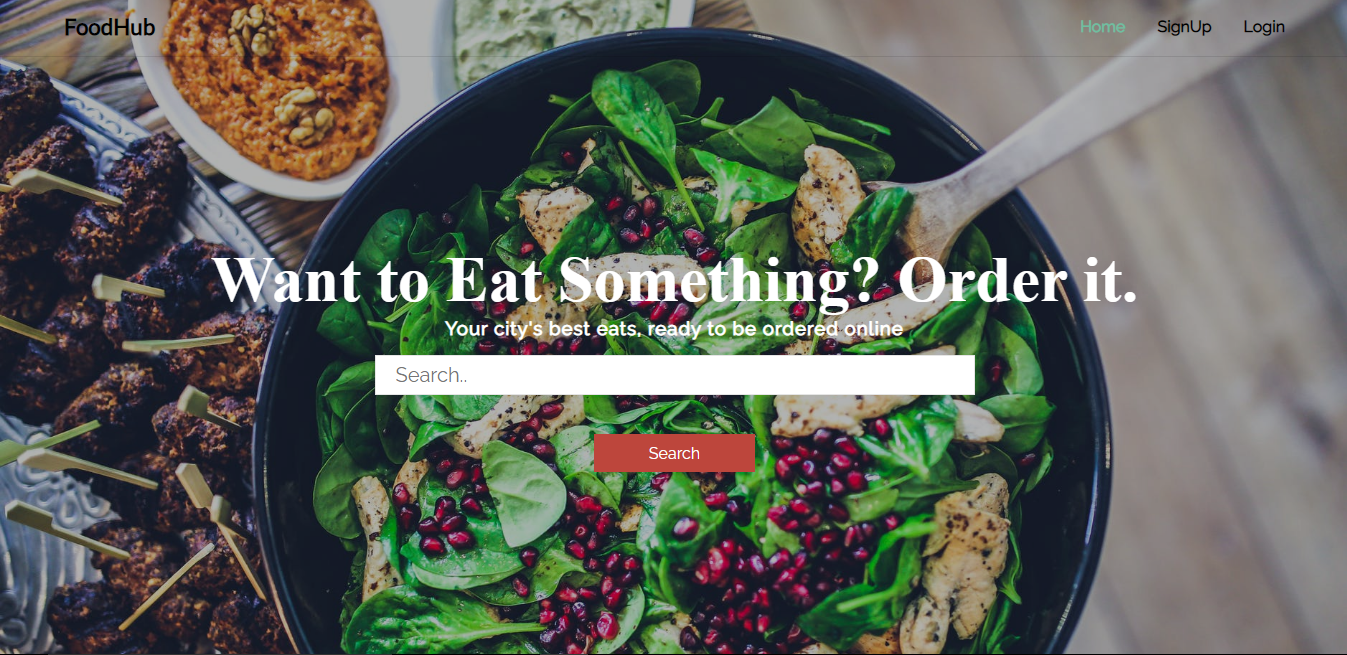 FoodHub
Home SignUp Login
Want to Eat Something? Order it.
Your city's best eats, ready to be ordered online
Search..
Search